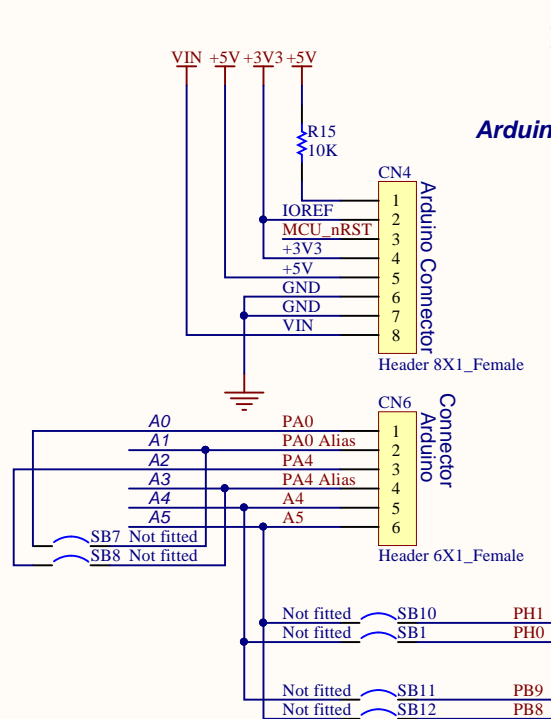 VIN +5V +3V3 +5V
R15
10K
Arduin
CN4
1
IOREF 2
MCU_nRST 3
+3V3 4
+5V 5
GND 6
GND 7
VIN 8
Arduino Connector
Header 8X1_Female
CN6
A0 PA0 1
A1 PA0 Alias 2
A2 PA4 3
A3 PA4 Alias 4
A4 A4 5
A5 A5 6
Connector
Arduino
SB7 Not fitted
SB8 Not fitted
Header 6X1_Female
Not fitted SB10 PH1
Not fitted SB1 PH0
Not fitted SB11 PB9
Not fitted SB12 PB8